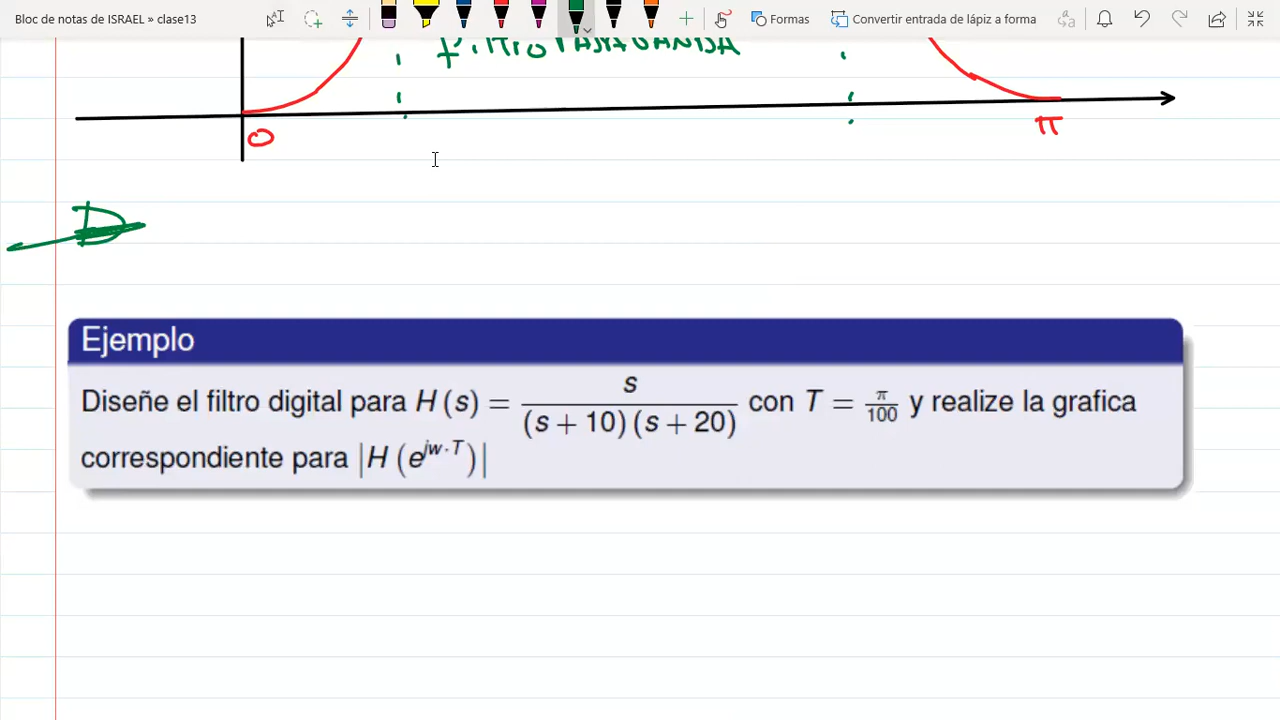 Bloc de notas de ISRAEL » clase13
Formas
Convertir entrada de lápiz a forma
0
π
D
Ejemplo
Diseñe el filtro digital para H (s) = s / ((s + 10) (s + 20)) con T = π/100 y realize la grafica
correspondiente para |H (e^{jw·T})|